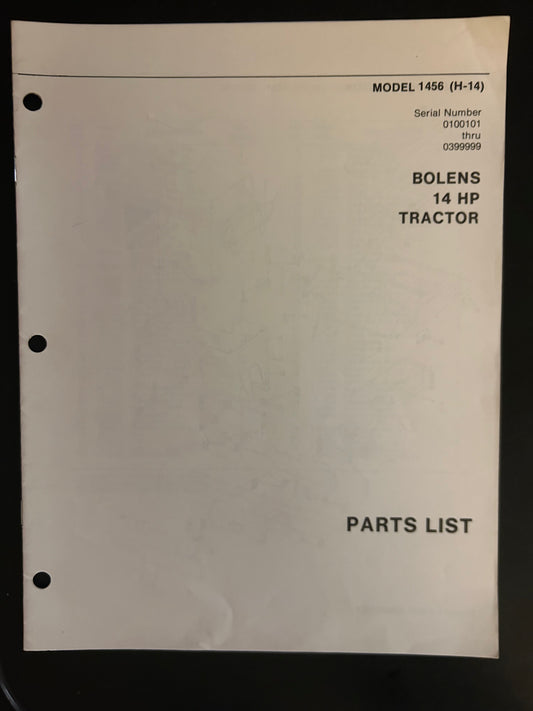 MODEL 1456 (H-14)
Serial Number
0100101
thru
0399999
BOLENS
14 HP
TRACTOR
PARTS LIST